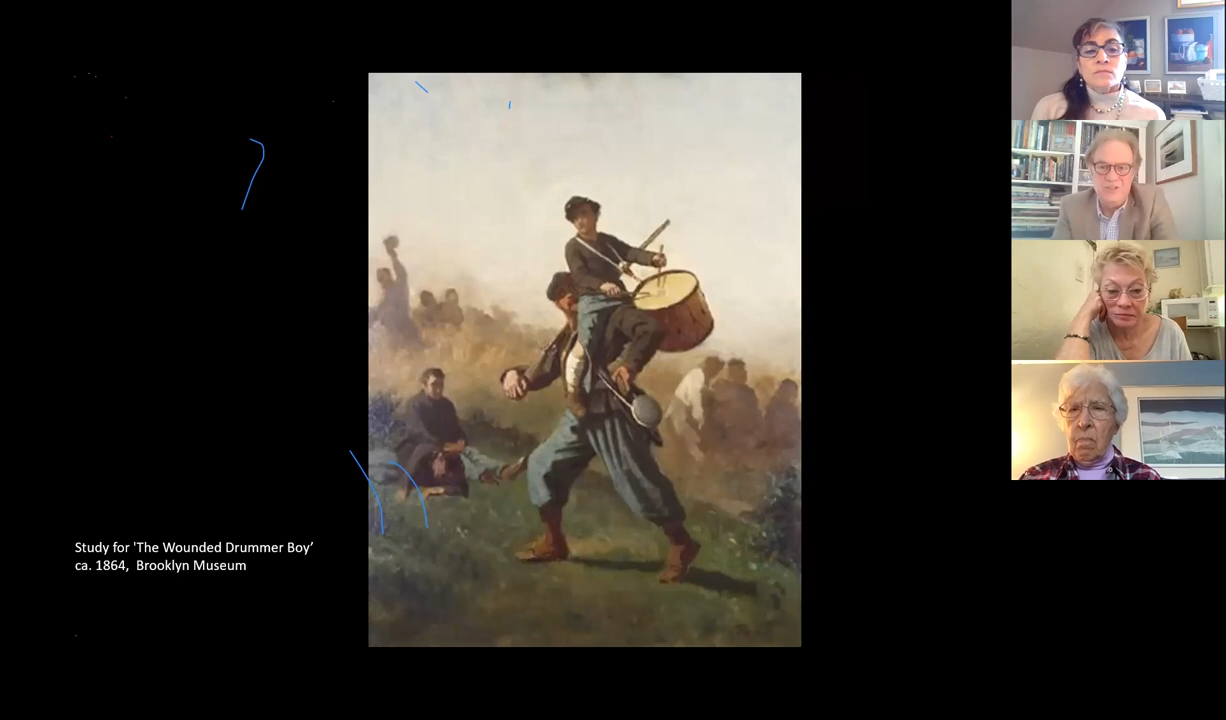 Study for 'The Wounded Drummer Boy’
ca. 1864,  Brooklyn Museum